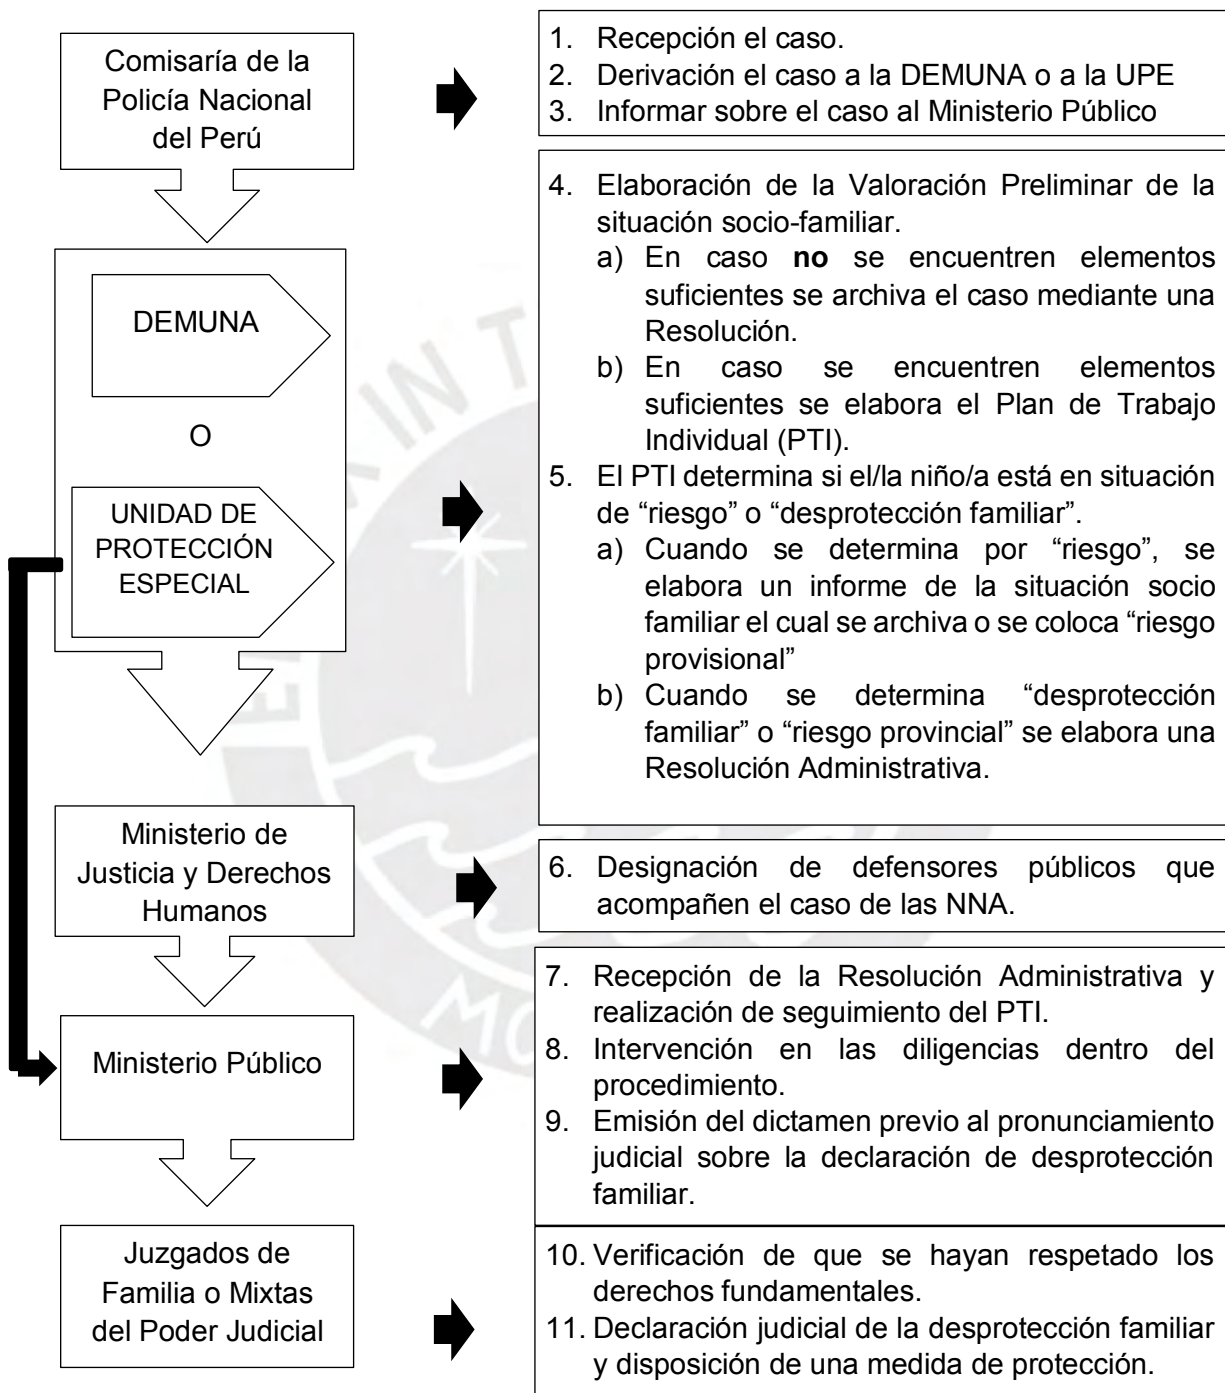 Comisaría de la
Policía Nacional
del Perú
1. Recepción el caso.
2. Derivación el caso a la DEMUNA o a la UPE
3. Informar sobre el caso al Ministerio Público
DEMUNA
O
UNIDAD DE
PROTECCIÓN
ESPECIAL
4. Elaboración de la Valoración Preliminar de la
situación socio-familiar.
a) En caso no se encuentren elementos
suficientes se archiva el caso mediante una
Resolución.
b) En caso se encuentren elementos
suficientes se elabora el Plan de Trabajo
Individual (PTI).
5. El PTI determina si el/la niño/a está en situación
de “riesgo” o “desprotección familiar”.
a) Cuando se determina por “riesgo”, se
elabora un informe de la situación socio
familiar el cual se archiva o se coloca “riesgo
provisional”
b) Cuando se determina “desprotección
familiar” o “riesgo provincial” se elabora una
Resolución Administrativa.
Ministerio de
Justicia y Derechos
Humanos
6. Designación de defensores públicos que
acompañen el caso de las NNA.
Ministerio Público
7. Recepción de la Resolución Administrativa y
realización de seguimiento del PTI.
8. Intervención en las diligencias dentro del
procedimiento.
9. Emisión del dictamen previo al pronunciamiento
judicial sobre la declaración de desprotección
familiar.
Juzgados de
Familia o Mixtas
del Poder Judicial
10. Verificación de que se hayan respetado los
derechos fundamentales.
11. Declaración judicial de la desprotección familiar
y disposición de una medida de protección.